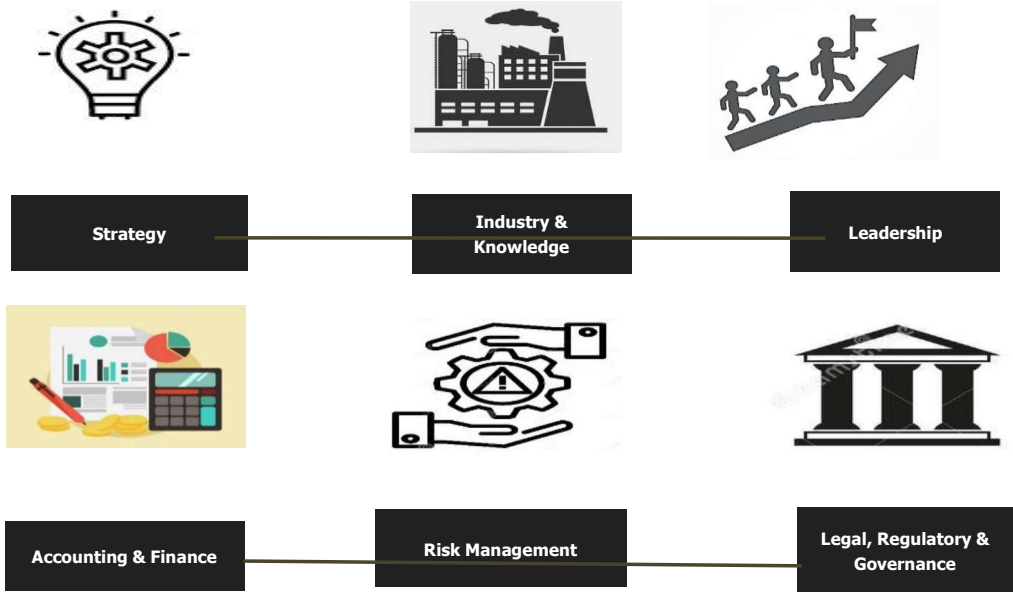 Strategy
Industry &
Knowledge
Leadership
Accounting & Finance
Risk Management
Legal, Regulatory &
Governance